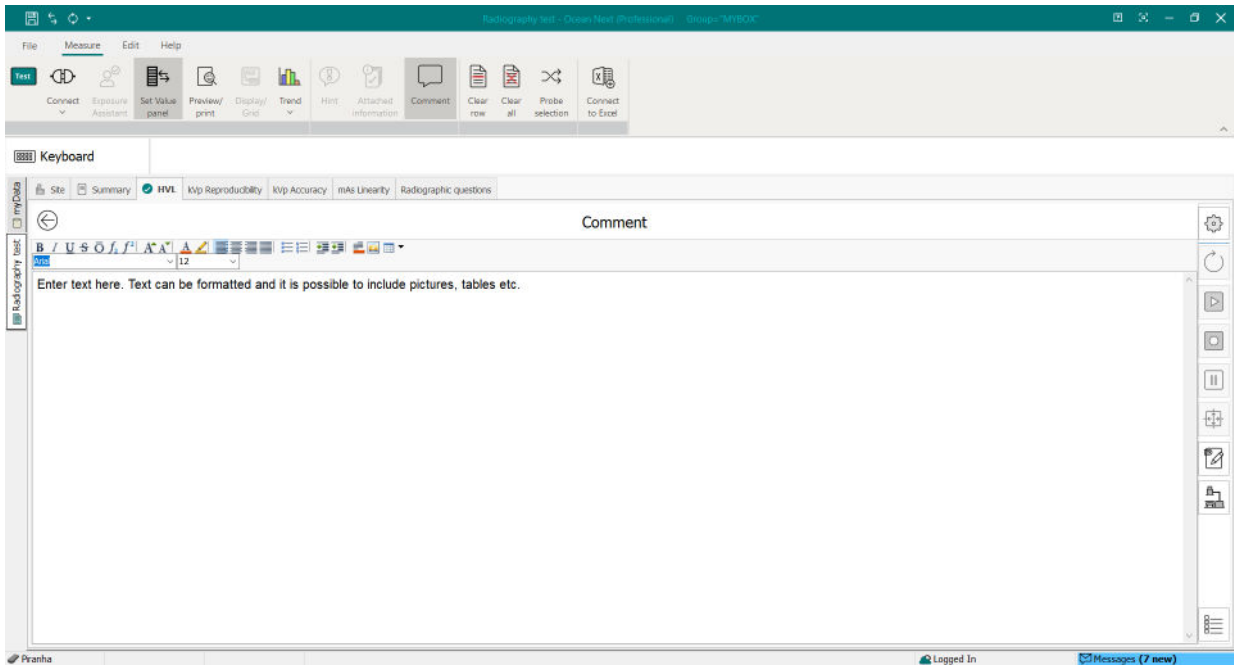 Radiography test - Ocean Next (Professional) Group="MYBOX"
File Measure Edit Help
Test
Connect
Exposure Assistant
Set Value panel
Preview/ print
Display/ Grid
Trend
Hint
Attached information
Comment
Clear row
Clear all
Probe selection
Connect to Excel
Keyboard
myData
Radiography test
Site Summary HVL kVp Reproducibility kVp Accuracy mAs Linearity Radiographic questions
Comment
B I U S O
Arial 12
Enter text here. Text can be formatted and it is possible to include pictures, tables etc.
Piranha Logged In Messages (7 new)